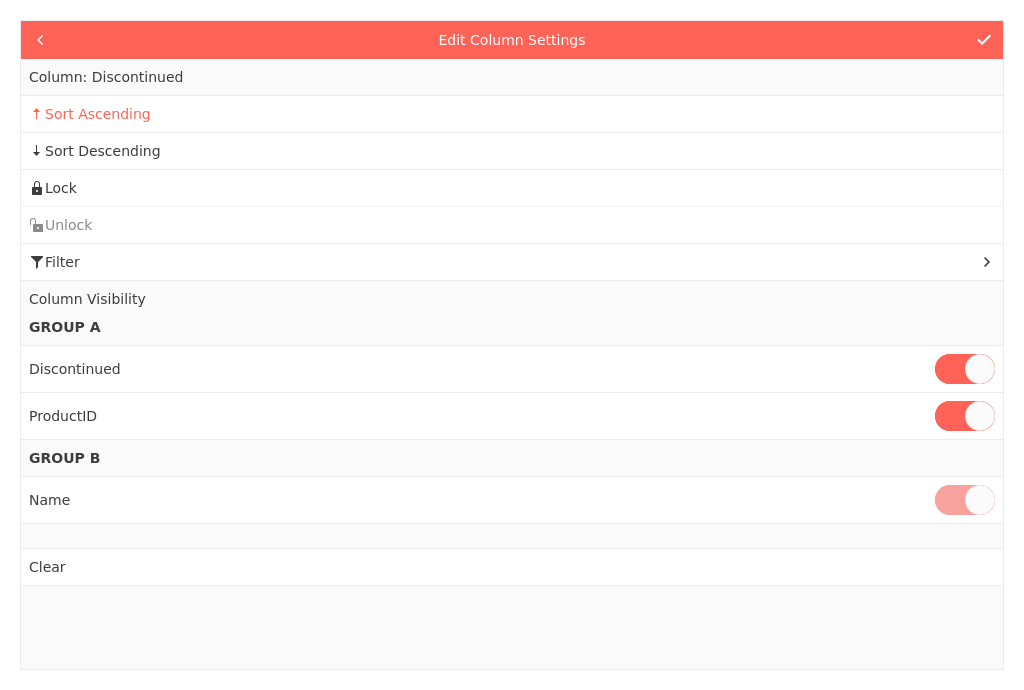 Edit Column Settings
Column: Discontinued
Sort Ascending
Sort Descending
Lock
Unlock
Filter
Column Visibility
GROUP A
Discontinued
ProductID
GROUP B
Name
Clear